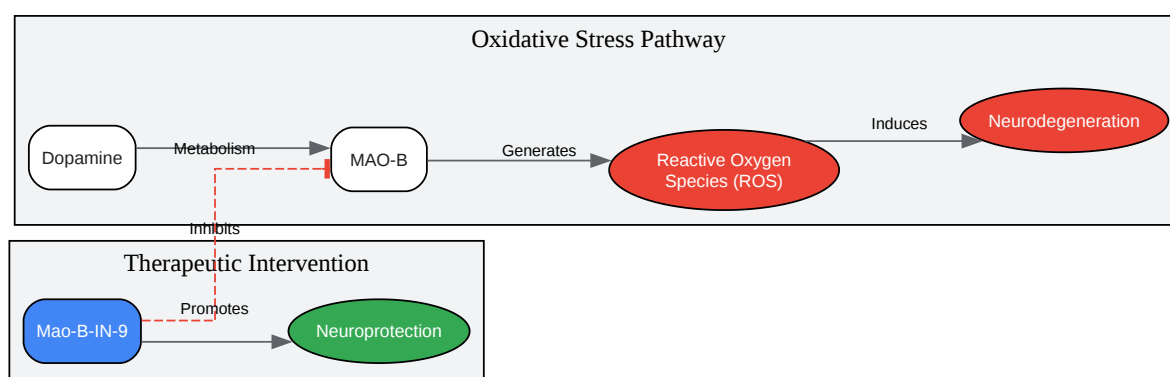 Oxidative Stress Pathway
Dopamine
Metabolism
MAO-B
Generates
Reactive Oxygen
Species (ROS)
Induces
Neurodegeneration
Inhibits
Therapeutic Intervention
Mao-B-IN-9
Promotes
Neuroprotection